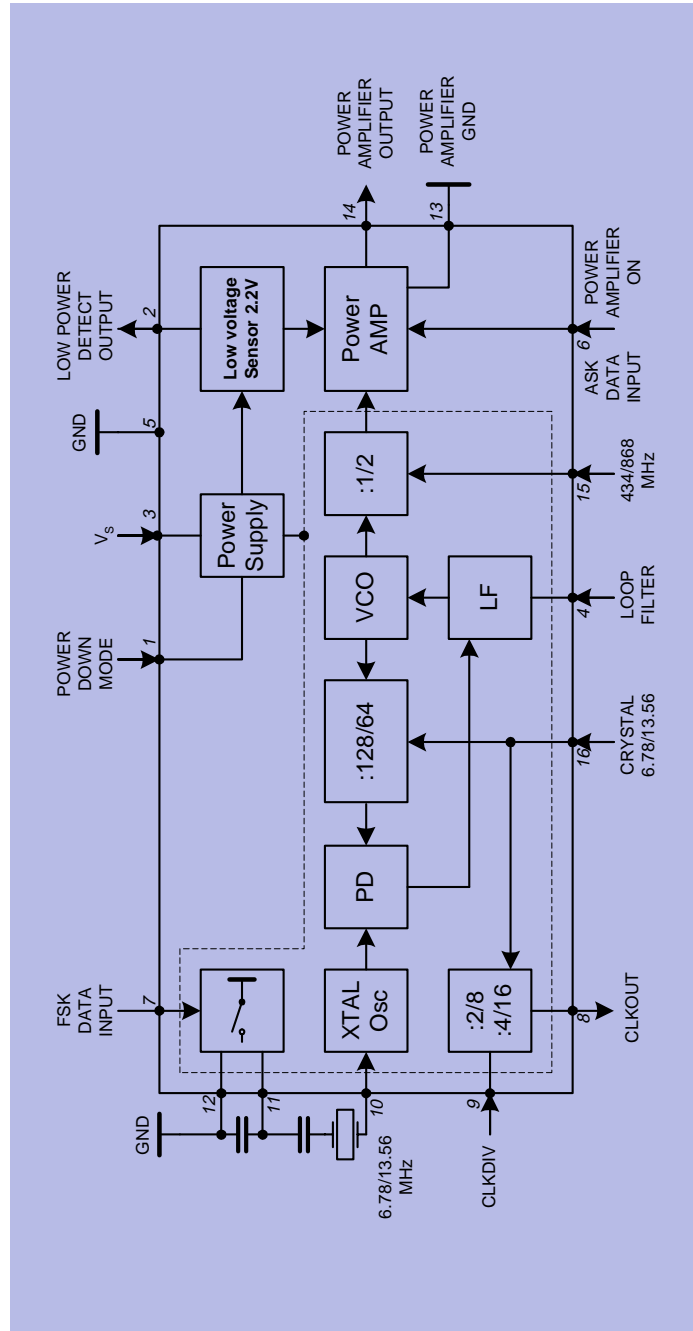 FSK
DATA
INPUT
POWER
DOWN
MODE
VS
GND
LOW POWER
DETECT
OUTPUT
7
1
3
5
2
GND
12
11
Power
Supply
Low voltage
Sensor 2.2V
XTAL
Osc
PD
:128/64
VCO
:1/2
Power
AMP
14
POWER
AMPLIFIER
OUTPUT
10
6.78/13.56
MHz
13
POWER
AMPLIFIER
GND
CLKDIV
9
:2/8
:4/16
LF
8
16
4
15
6
CLKOUT
CRYSTAL
6.78/13.56
LOOP
FILTER
434/868
MHz
ASK
DATA
INPUT
POWER
AMPLIFIER
ON